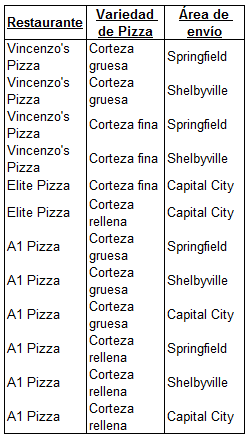 Restaurante Variedad de Pizza Área de envío
Vincenzo's Pizza Corteza gruesa Springfield
Vincenzo's Pizza Corteza gruesa Shelbyville
Vincenzo's Pizza Corteza fina Springfield
Vincenzo's Pizza Corteza fina Shelbyville
Elite Pizza Corteza fina Capital City
Elite Pizza Corteza rellena Capital City
A1 Pizza Corteza gruesa Springfield
A1 Pizza Corteza gruesa Shelbyville
A1 Pizza Corteza gruesa Capital City
A1 Pizza Corteza rellena Springfield
A1 Pizza Corteza rellena Shelbyville
A1 Pizza Corteza rellena Capital City